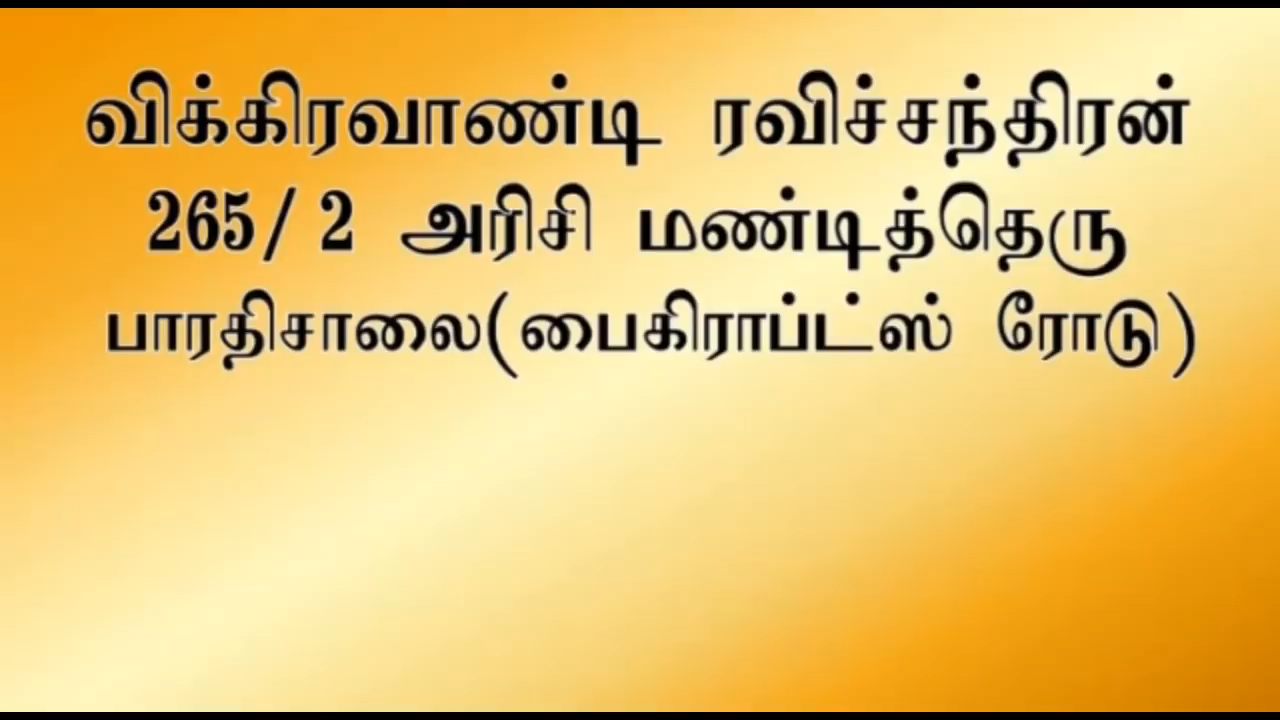 விக்கிரவாண்டி ரவிச்சந்திரன்
265/ 2 அரிசி மண்டித்தெரு
பாரதிசாலை(பைகிராப்ட்ஸ் ரோடு)